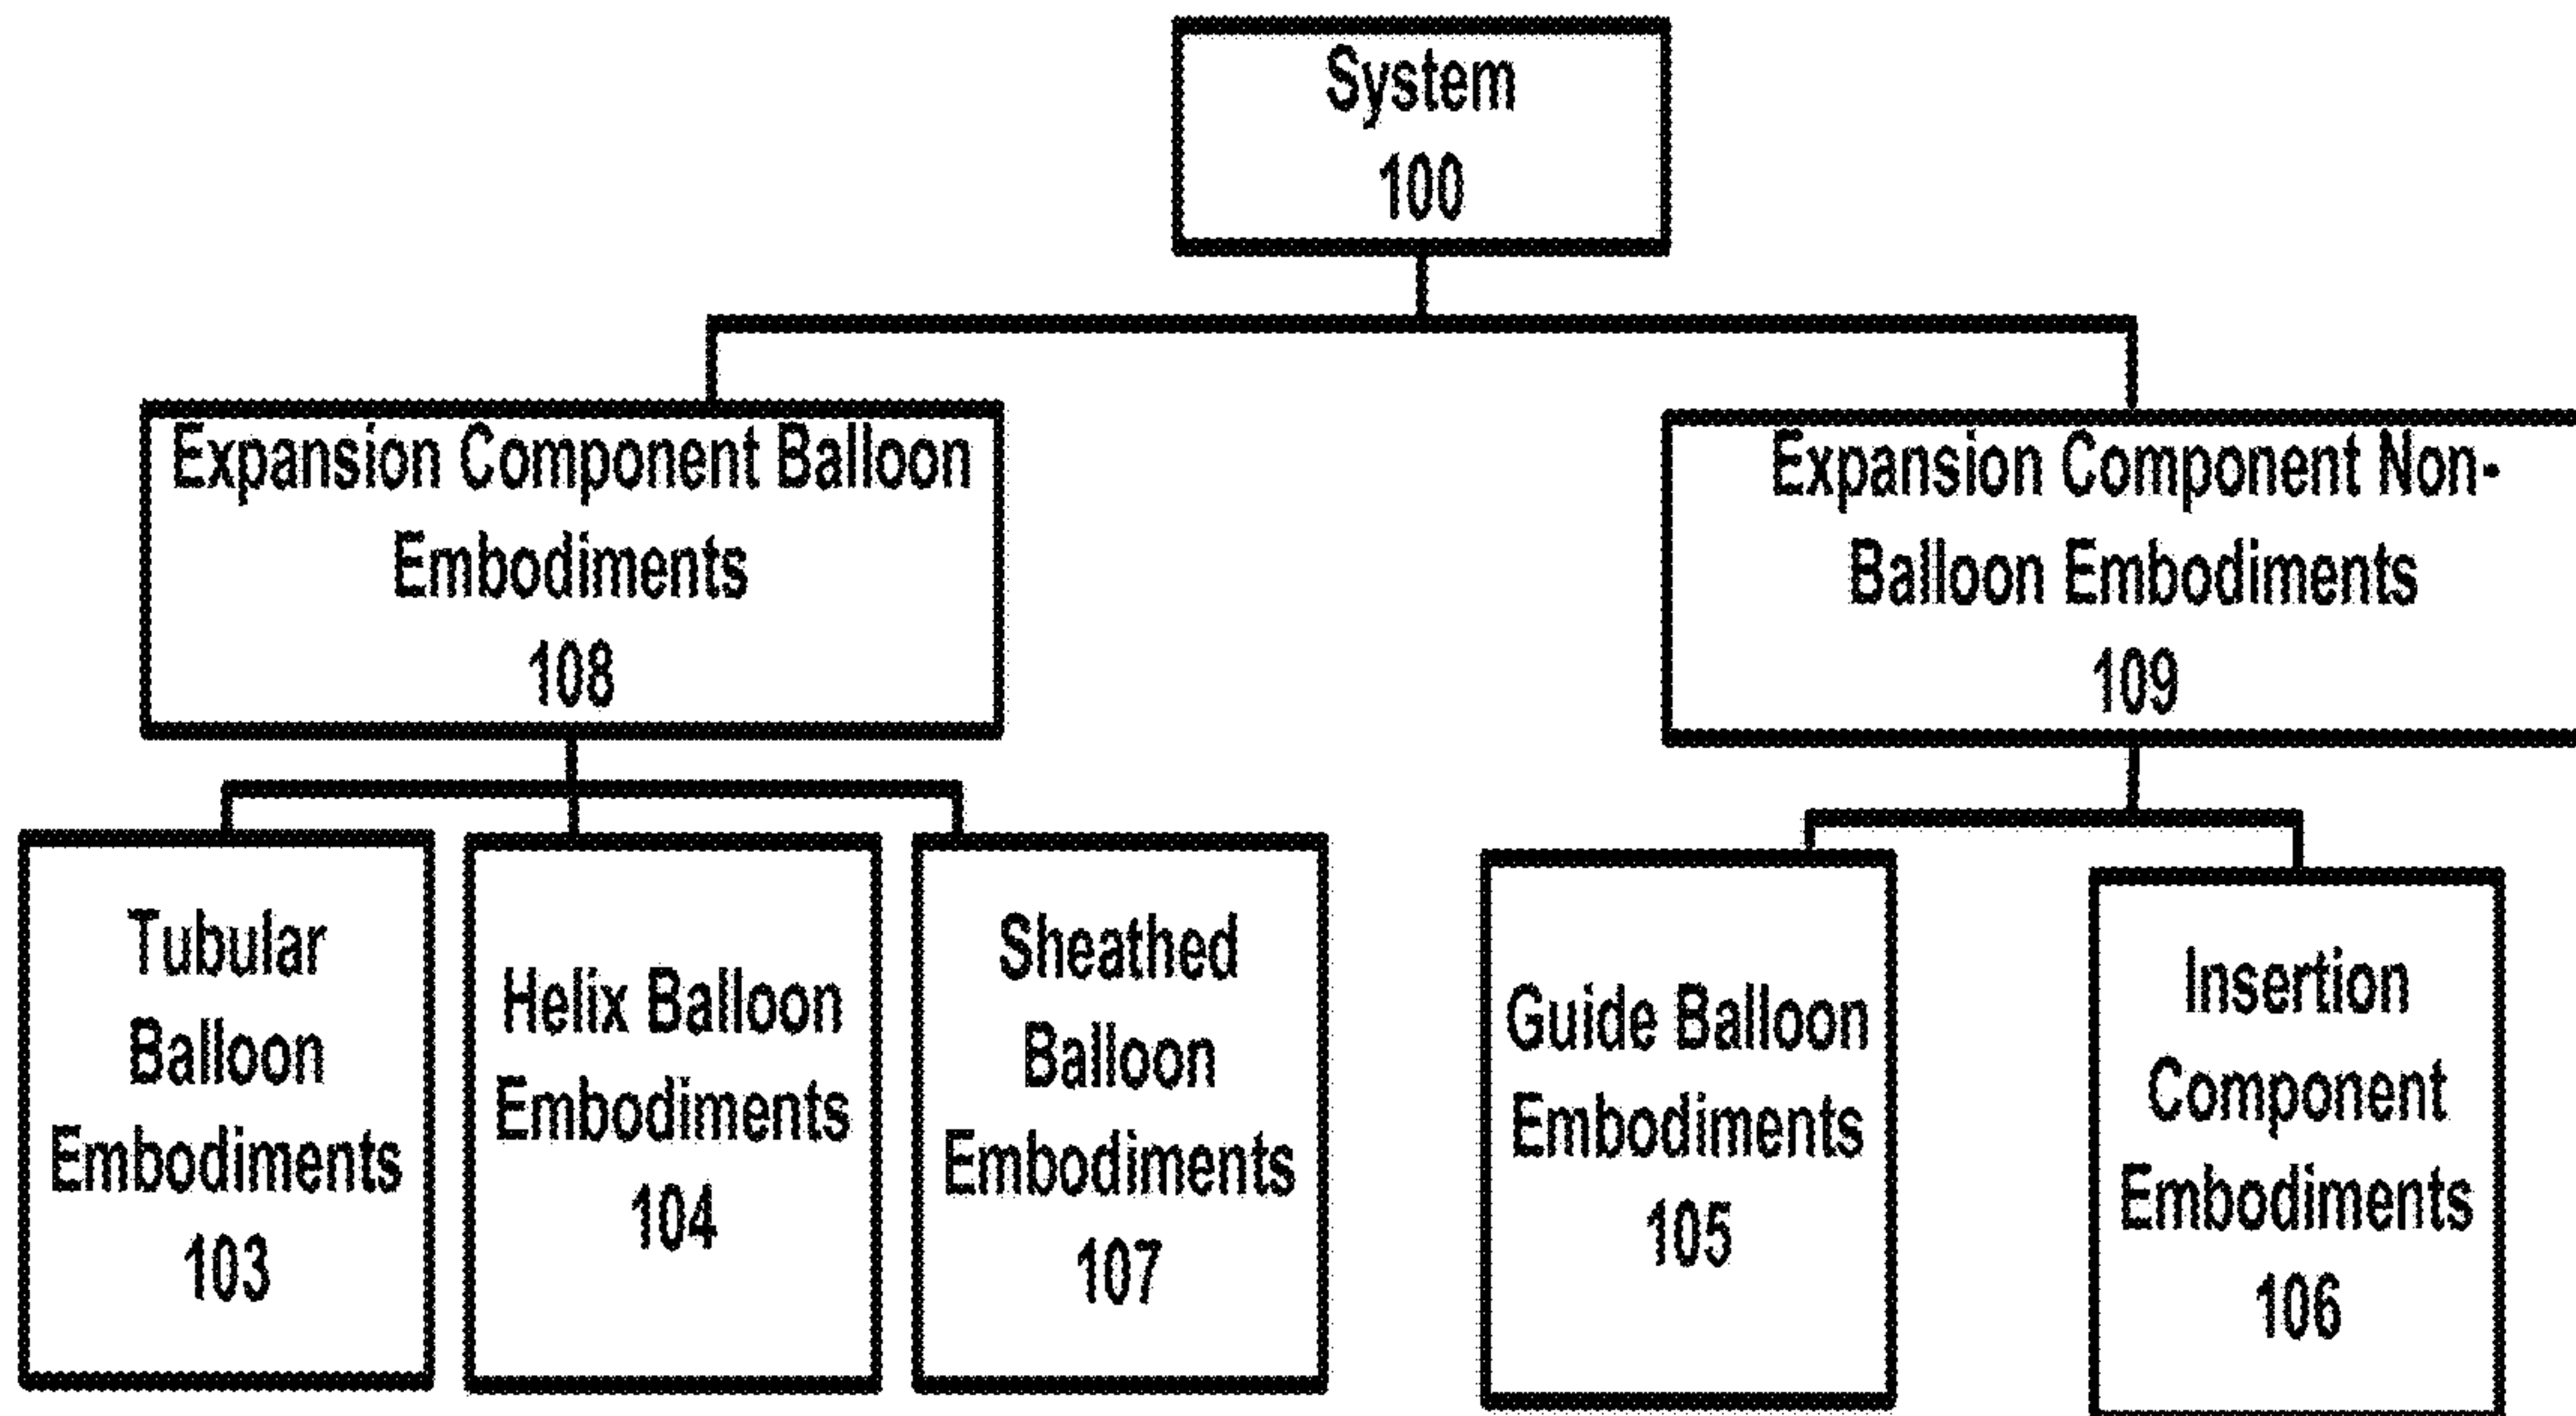 System
100
Expansion Component Balloon
Embodiments
108
Expansion Component Non-
Balloon Embodiments
109
Tubular
Balloon
Embodiments
103
Helix Balloon
Embodiments
104
Sheathed
Balloon
Embodiments
107
Guide Balloon
Embodiments
105
Insertion
Component
Embodiments
106